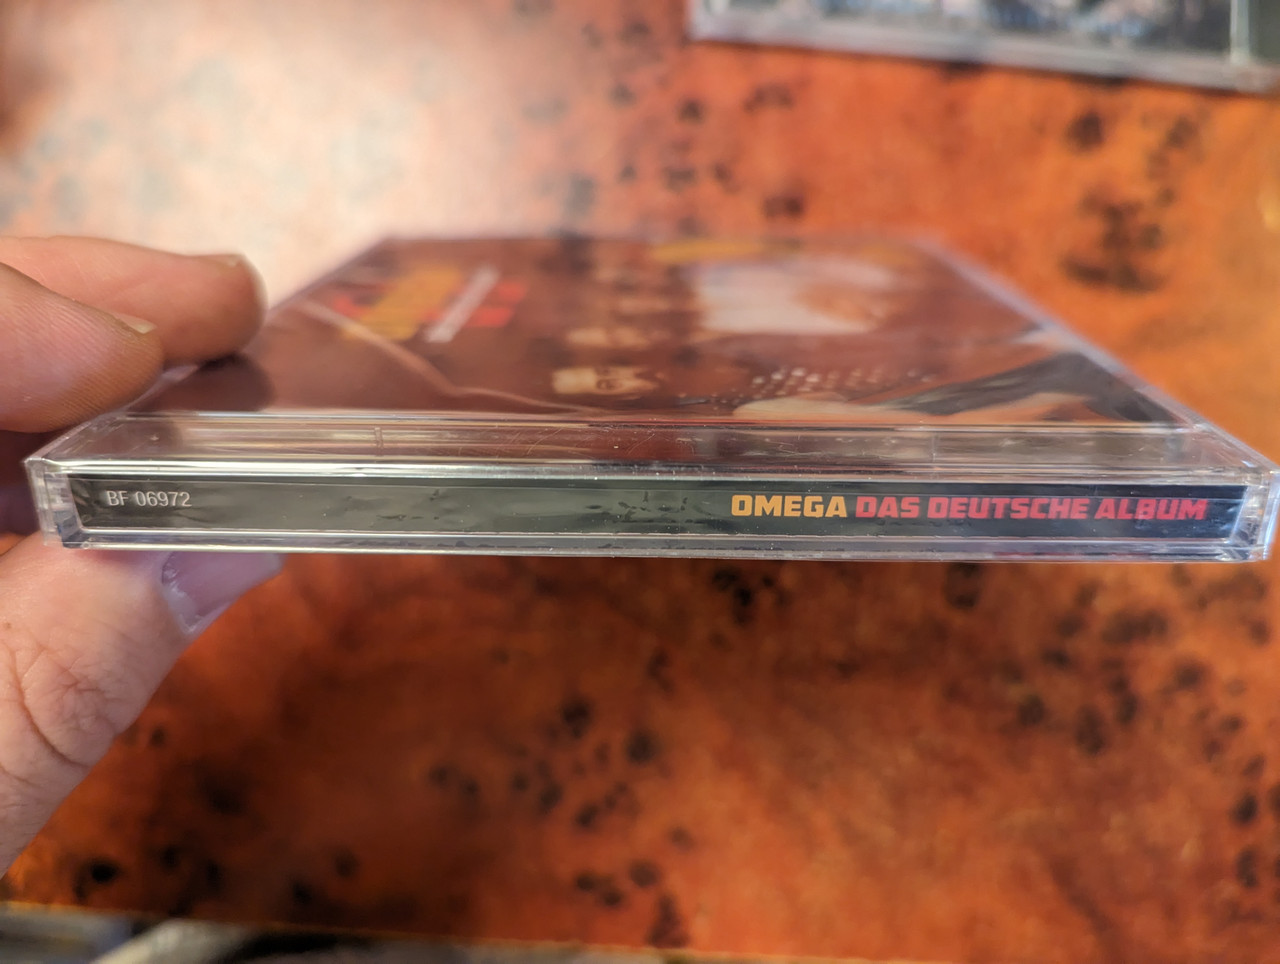 BF 06972
OMEGA DAS DEUTSCHE ALBUM